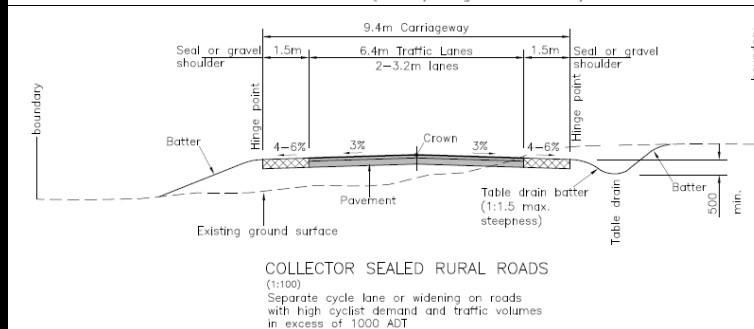 9.4m Carriageway
Seal or gravel
shoulder
1.5m
6.4m Traffic Lanes
2-3.2m lanes
1.5m
Seal or gravel
shoulder
boundary
Hinge point
Hinge point
Batter
4-6%
3%
Crown
3%
4-6%
Pavement
Existing ground surface
Table drain batter
(1:1.5 max.
steepness)
Table drain
Batter
500
min.
COLLECTOR SEALED RURAL ROADS
(1:100)
Separate cycle lane or widening on roads
with high cyclist demand and traffic volumes
in excess of 1000 ADT